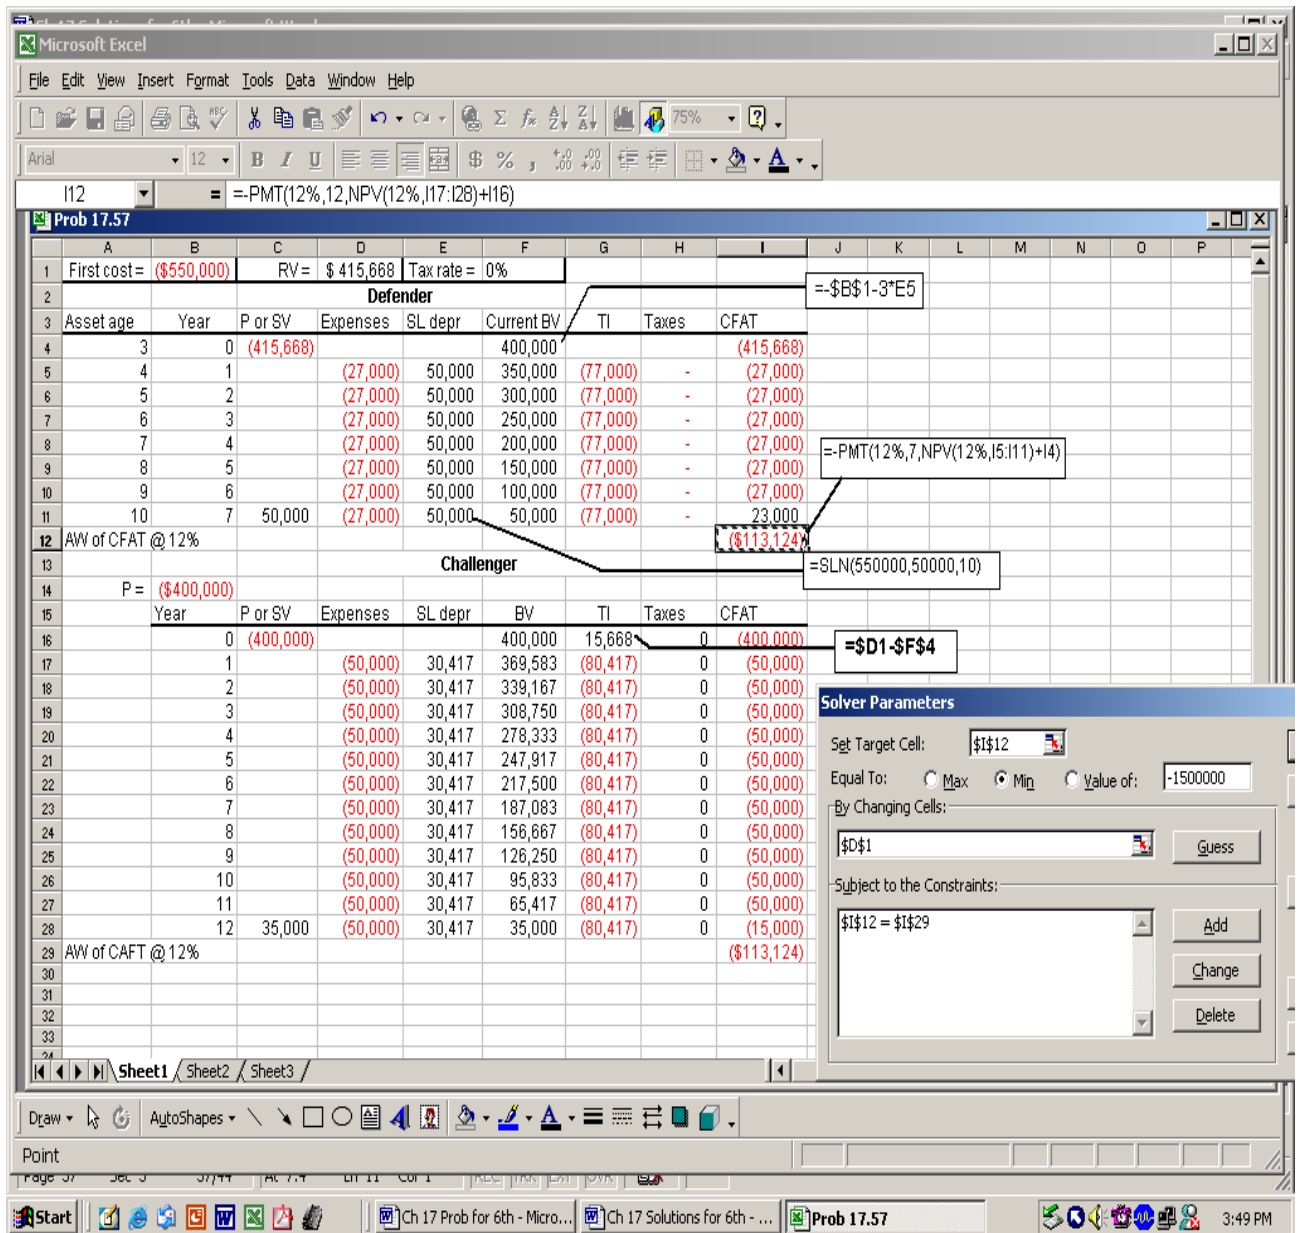 Microsoft Excel
File Edit View Insert Format Tools Data Window Help
75%
Arial 12 B I U $ % ,
I12 = =-PMT(12%,12,NPV(12%,I17:I28)+I16)
Prob 17.57
A B C D E F G H I J K L M N O P
1 First cost = ($550,000) RV = $ 415,668 Tax rate = 0%
=-$B$1-3*E5
2 Defender
3 Asset age Year P or SV Expenses SL depr Current BV TI Taxes CFAT
4 3 0 (415,668) 400,000 (415,668)
5 4 1 (27,000) 50,000 350,000 (77,000) - (27,000)
6 5 2 (27,000) 50,000 300,000 (77,000) - (27,000)
7 6 3 (27,000) 50,000 250,000 (77,000) - (27,000)
8 7 4 (27,000) 50,000 200,000 (77,000) - (27,000)
=-PMT(12%,7,NPV(12%,I5:I11)+I4)
9 8 5 (27,000) 50,000 150,000 (77,000) - (27,000)
10 9 6 (27,000) 50,000 100,000 (77,000) - (27,000)
11 10 7 50,000 (27,000) 50,000 50,000 (77,000) - 23,000
12 AW of CFAT @ 12% ($113,124)
13 Challenger
=SLN(550000,50000,10)
14 P = ($400,000)
15 Year P or SV Expenses SL depr BV TI Taxes CFAT
16 0 (400,000) 400,000 15,668 0 (400,000)
=$D1-$F$4
17 1 (50,000) 30,417 369,583 (80,417) 0 (50,000)
18 2 (50,000) 30,417 339,167 (80,417) 0 (50,000)
19 3 (50,000) 30,417 308,750 (80,417) 0 (50,000)
20 4 (50,000) 30,417 278,333 (80,417) 0 (50,000)
21 5 (50,000) 30,417 247,917 (80,417) 0 (50,000)
22 6 (50,000) 30,417 217,500 (80,417) 0 (50,000)
23 7 (50,000) 30,417 187,083 (80,417) 0 (50,000)
24 8 (50,000) 30,417 156,667 (80,417) 0 (50,000)
25 9 (50,000) 30,417 126,250 (80,417) 0 (50,000)
26 10 (50,000) 30,417 95,833 (80,417) 0 (50,000)
27 11 (50,000) 30,417 65,417 (80,417) 0 (50,000)
28 12 35,000 (50,000) 30,417 35,000 (80,417) 0 (15,000)
29 AW of CAFT @ 12% ($113,124)
30
31
32
33
Solver Parameters
Set Target Cell: $I$12
Equal To: Max Min Value of: -1500000
By Changing Cells:
$D$1 Guess
Subject to the Constraints:
$I$12 = $I$29 Add
Change
Delete
Sheet1 Sheet2 Sheet3
Draw AutoShapes
Point
Start Ch 17 Prob for 6th - Micro... Ch 17 Solutions for 6th - ... Prob 17.57 3:49 PM